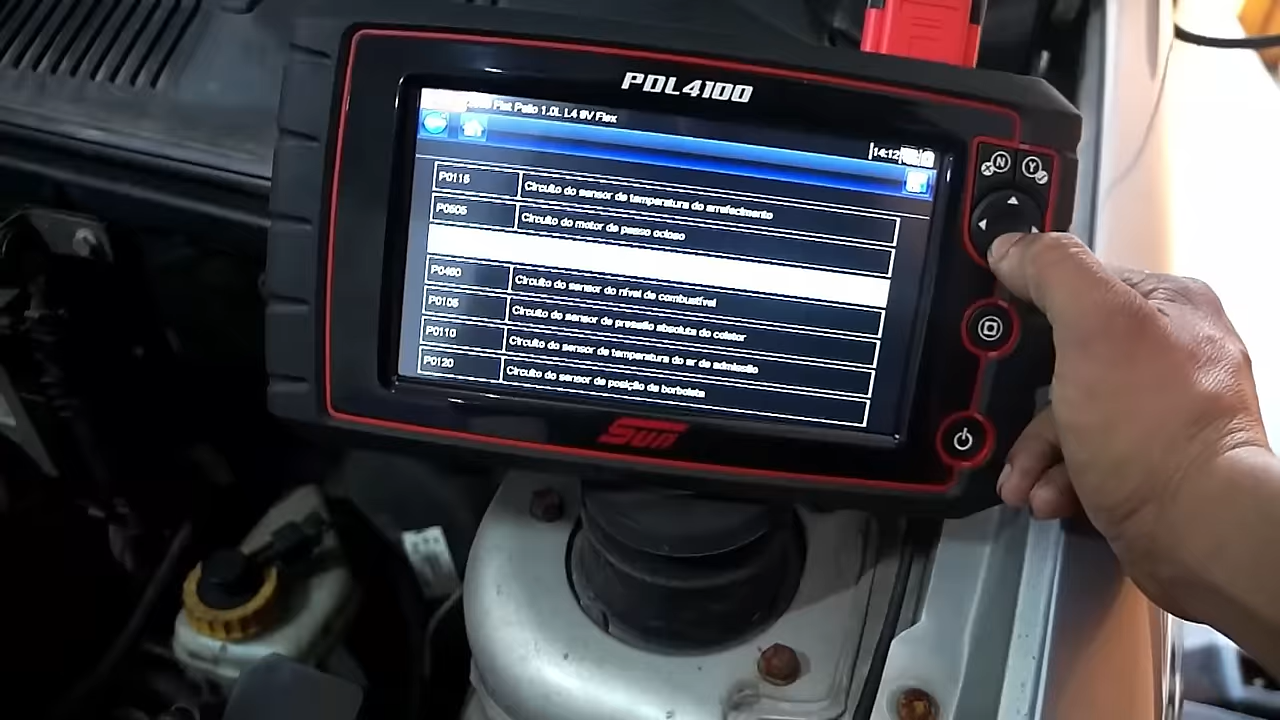 PDL4100
Fiat Palio 1.0L L4 8V Flex
14:12
P0115 Circuito do sensor de temperatura do arrefecimento
P0505 Circuito do motor de passo ocioso
P0460 Circuito do sensor do nível de combustível
P0105 Circuito do sensor de pressão absoluta do coletor
P0110 Circuito do sensor de temperatura do ar de admissão
P0120 Circuito do sensor de posição da borboleta
N
Y
Sun